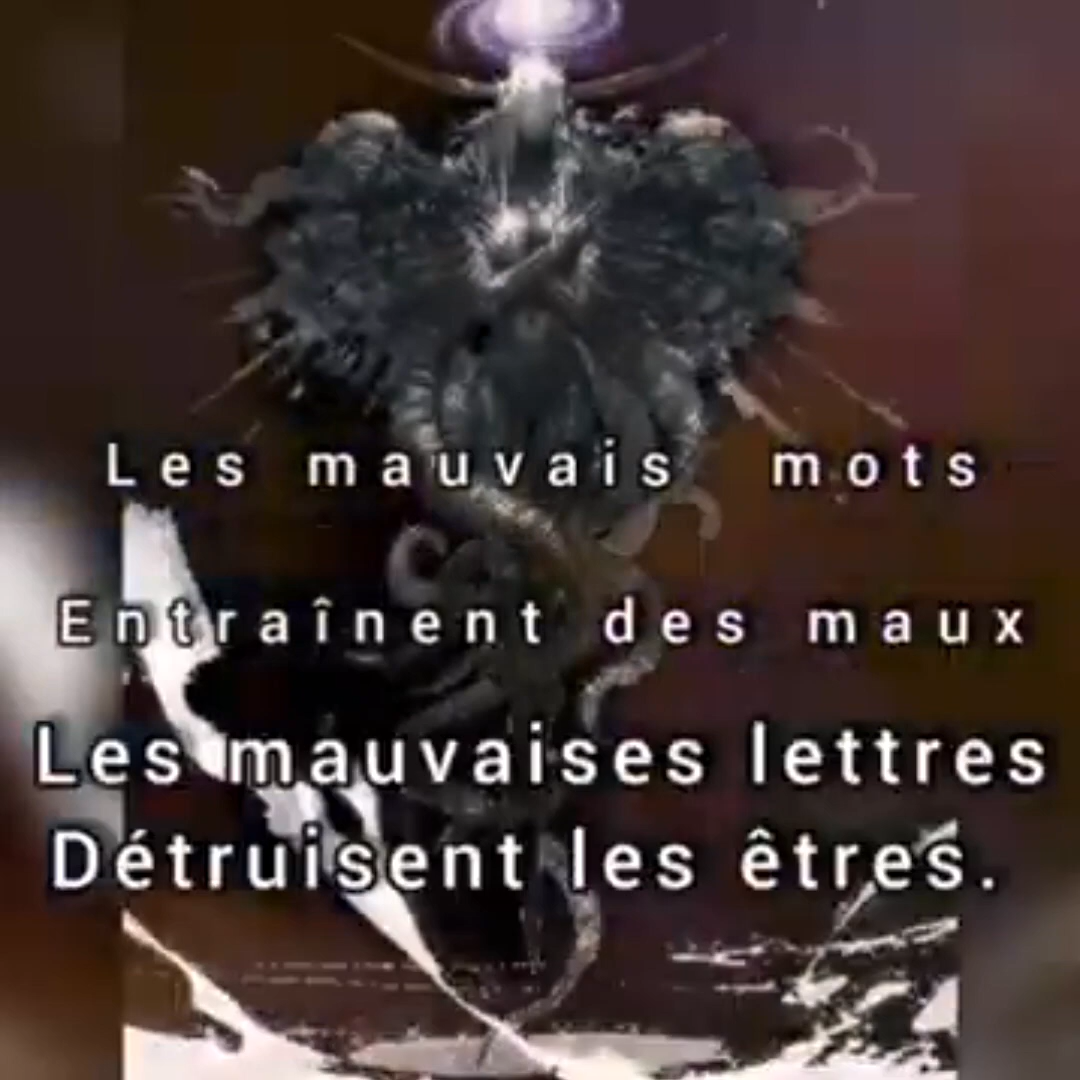 Les mauvais mots
Entraînent des maux
Les mauvaises lettres
Détruisent les êtres.